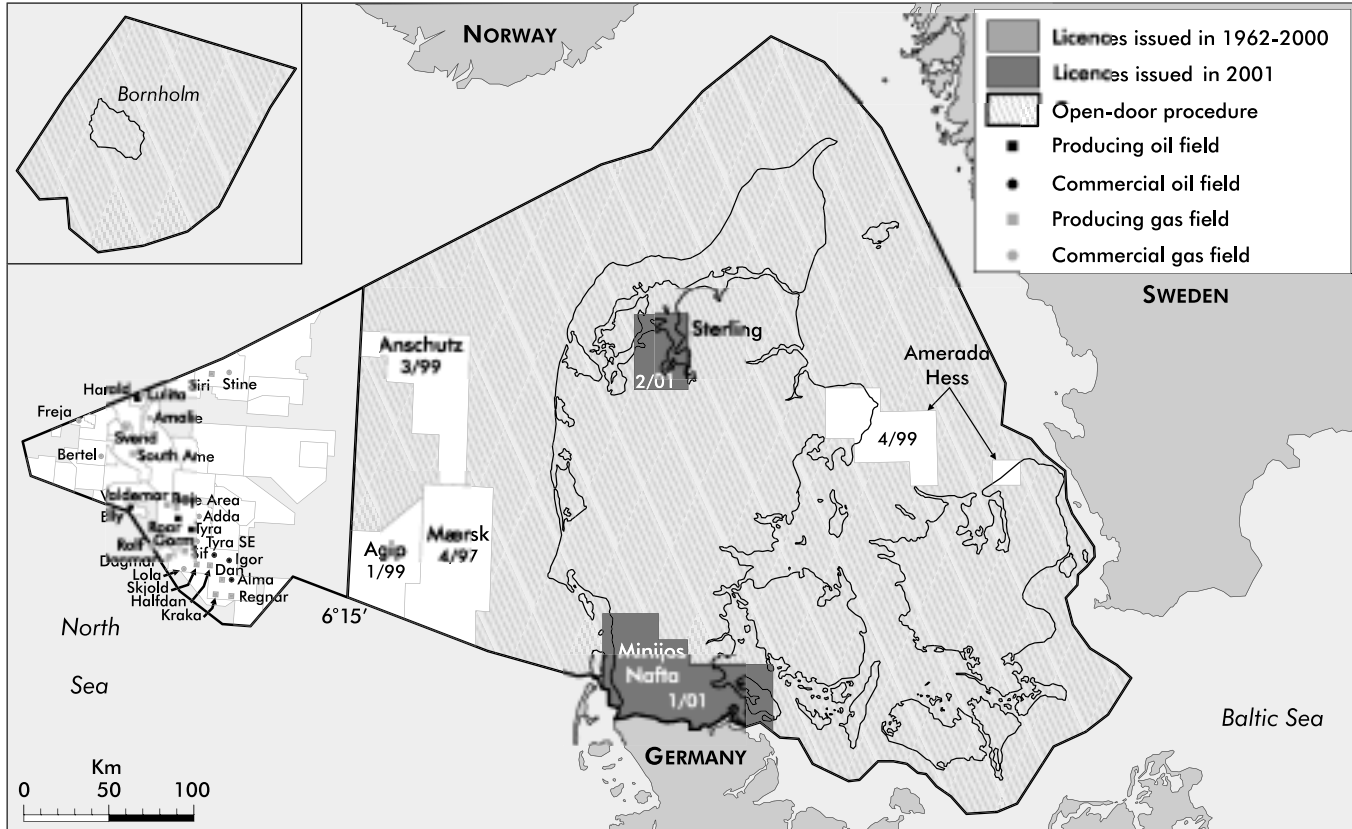 NORWAY
Bornholm
Licences issued in 1962-2000
Licences issued in 2001
Open-door procedure
Producing oil field
Commercial oil field
Producing gas field
Commercial gas field
SWEDEN
Sterling
2/01
Anschutz
3/99
Amerada
Hess
4/99
Harald
Lulita
Siri
Stine
Freja
Amalie
Svend
Bertel
South Arne
Valdemar
Boje Area
Elly
Adda
Roar
Tyra
Rolf
Gorm
Tyra SE
Dagmar
Sif
Igor
Lola
Dan
Skjold
Alma
Halfdan
Regnar
Kraka
Agip
1/99
Mærsk
4/97
6°15'
North
Sea
Minijos
Nafta
1/01
GERMANY
Baltic Sea
Km
0 50 100